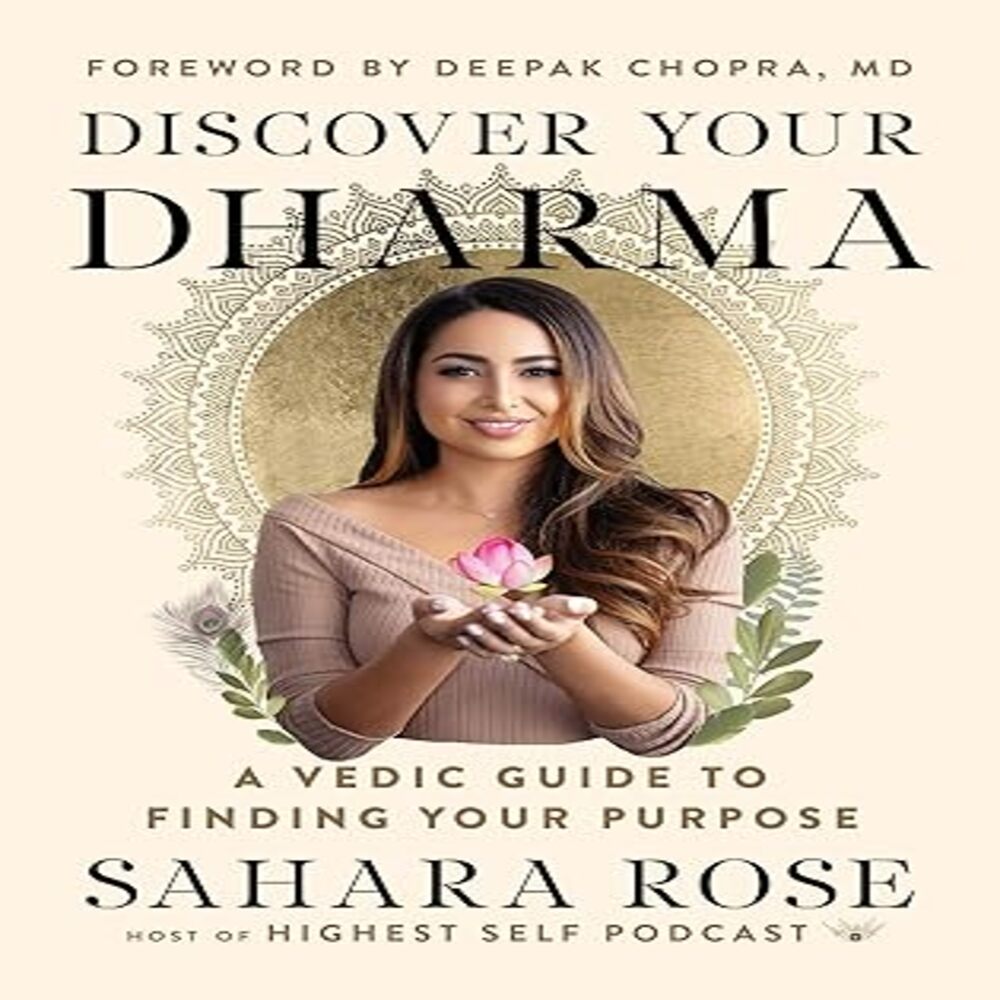 FOREWORD BY DEEPAK CHOPRA, MD
DISCOVER YOUR
DHARMA
A VEDIC GUIDE TO
FINDING YOUR PURPOSE
SAHARA ROSE
HOST OF HIGHEST SELF PODCAST